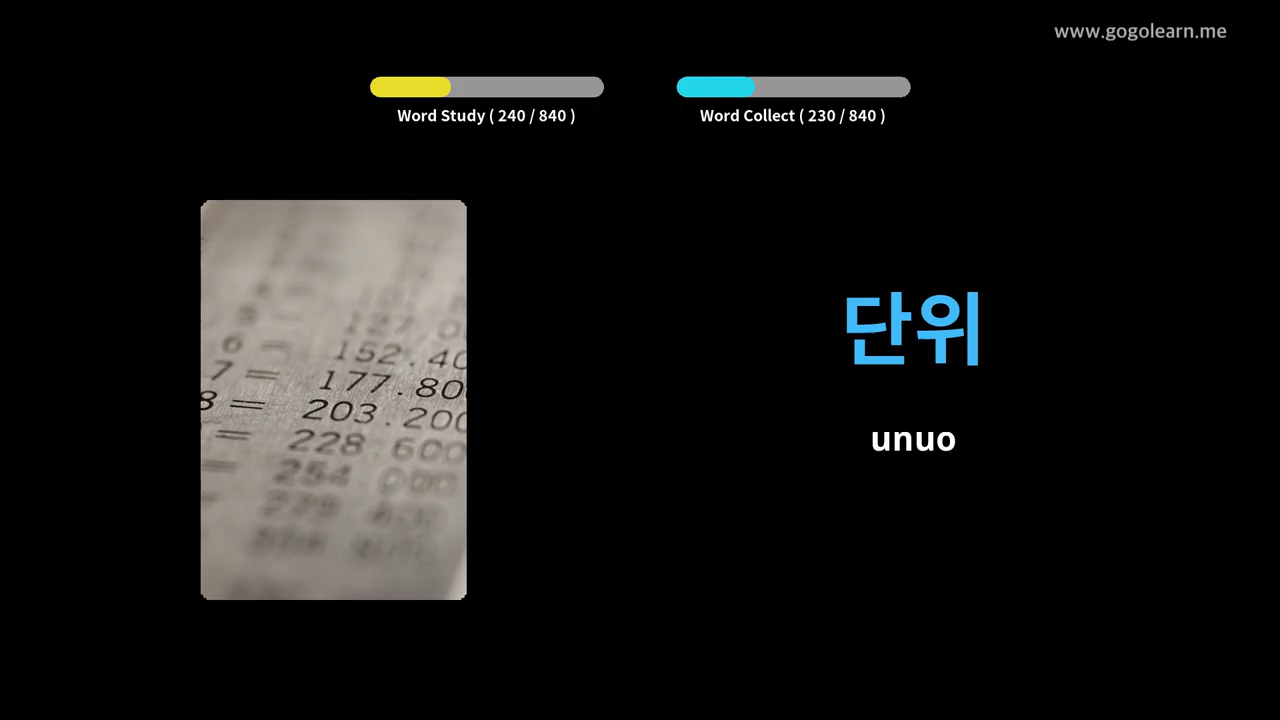 www.gogolearn.me
Word Study ( 240 / 840 )
Word Collect ( 230 / 840 )
6 = 152.40
7 = 177.80
8 = 203.200
= 228.600
= 254
단위
unuo